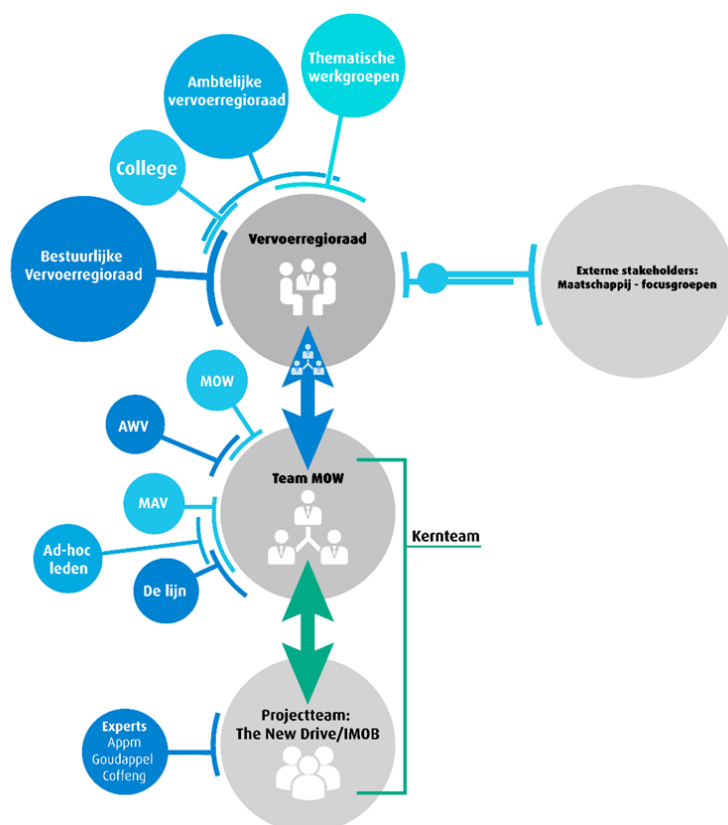 Thematische
werkgroepen
Ambtelijke
vervoerregioraad
College
Bestuurlijke
Vervoerregioraad
Vervoerregioraad
Externe stakeholders:
Maatschappij - focusgroepen
MOW
AWV
Team MOW
MAV
Ad-hoc
leden
De lijn
Kernteam
Projectteam:
The New Drive/IMOB
Experts
Appm
Goudappel
Coffeng